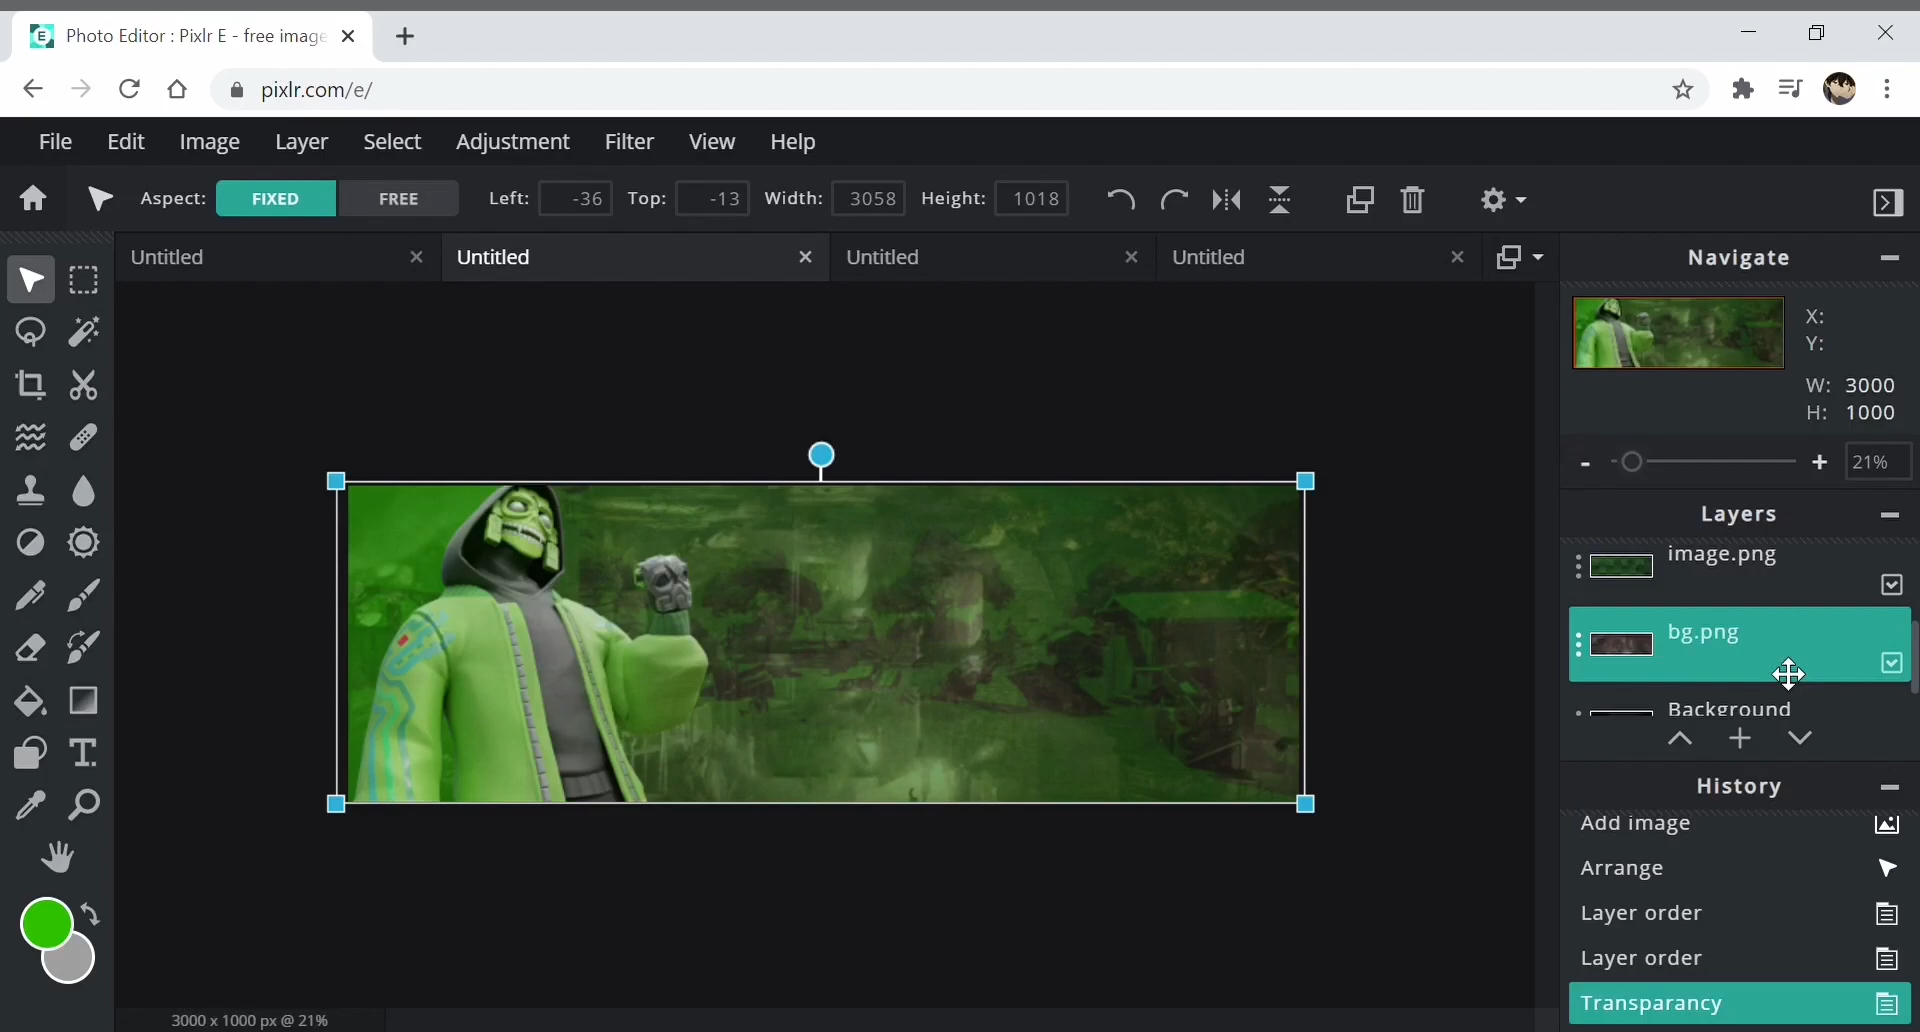 Photo Editor : Pixlr E - free image
pixlr.com/e/
File Edit Image Layer Select Adjustment Filter View Help
Aspect: FIXED FREE Left: -36 Top: -13 Width: 3058 Height: 1018
Untitled Untitled Untitled Untitled
Navigate
X:
Y:
W: 3000
H: 1000
- + 21%
Layers
image.png
bg.png
Background
History
Add image
Arrange
Layer order
Layer order
Transparancy
3000 x 1000 px @ 21%